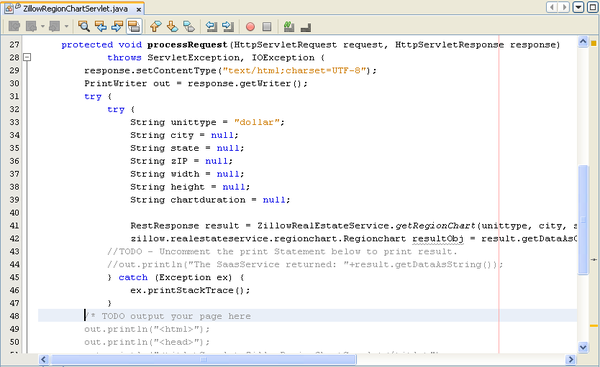 ZillowRegionChartServlet.java
27 protected void processRequest(HttpServletRequest request, HttpServletResponse response)
28 throws ServletException, IOException {
29 response.setContentType("text/html;charset=UTF-8");
30 PrintWriter out = response.getWriter();
31 try {
32 try {
33 String unittype = "dollar";
34 String city = null;
35 String state = null;
36 String zIP = null;
37 String width = null;
38 String height = null;
39 String chartduration = null;
40
41 RestResponse result = ZillowRealEstateService.getRegionChart(unittype, city, s
42 zillow.realestateservice.regionchart.Regionchart resultObj = result.getDataAsO
43 //TODO - Uncomment the print Statement below to print result.
44 //out.println("The SaasService returned: "+result.getDataAsString());
45 } catch (Exception ex) {
46 ex.printStackTrace();
47 }
48 /* TODO output your page here
49 out.println("<html>");
50 out.println("<head>");